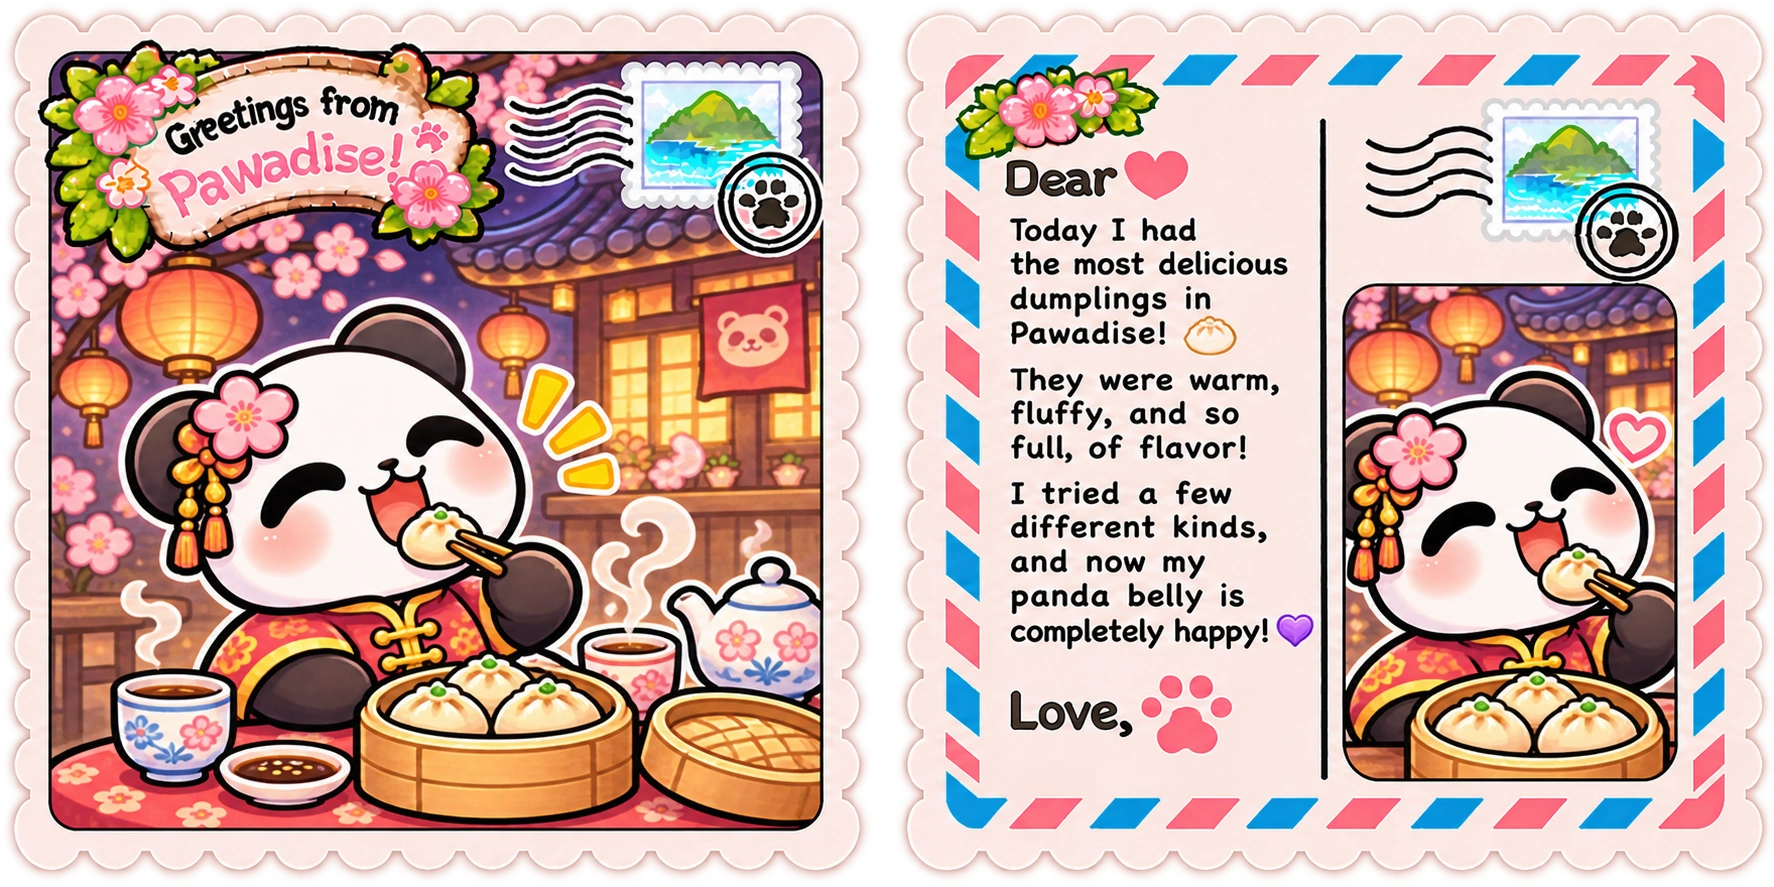 Greetings from
Pawadise!
Dear
Today I had
the most delicious
dumplings in
Pawadise!
They were warm,
fluffy, and so
full, of flavor!
I tried a few
different kinds,
and now my
panda belly is
completely happy!
Love,